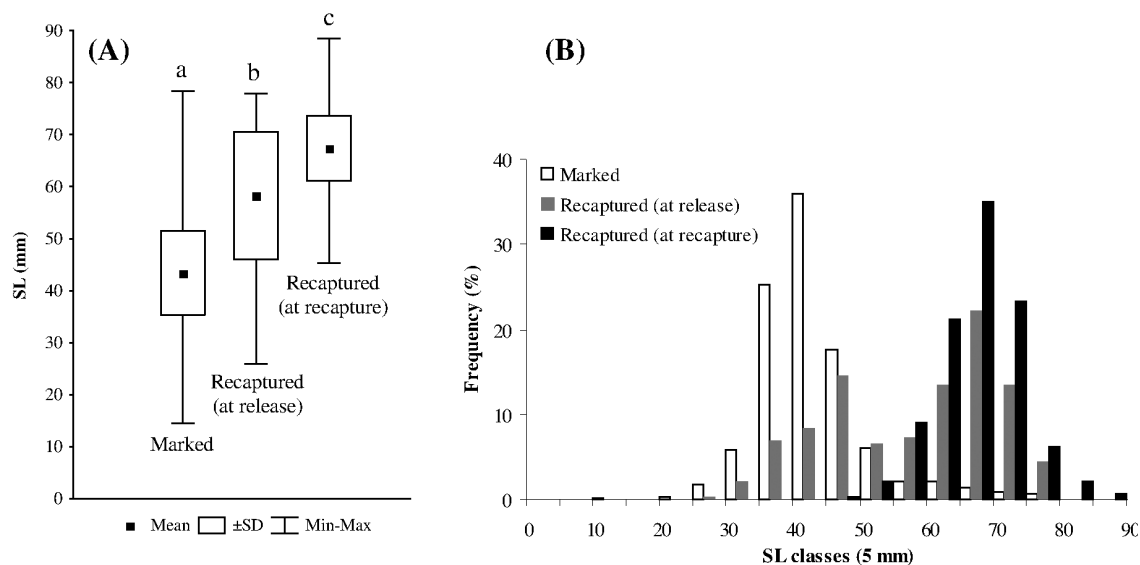 (A)
SL (mm)
90
80
70
60
50
40
30
20
10
0
a
b
c
Marked
Recaptured
(at release)
Recaptured
(at recapture)
Mean ±SD Min-Max
(B)
Frequency (%)
40
30
20
10
0
Marked
Recaptured (at release)
Recaptured (at recapture)
0 10 20 30 40 50 60 70 80 90
SL classes (5 mm)